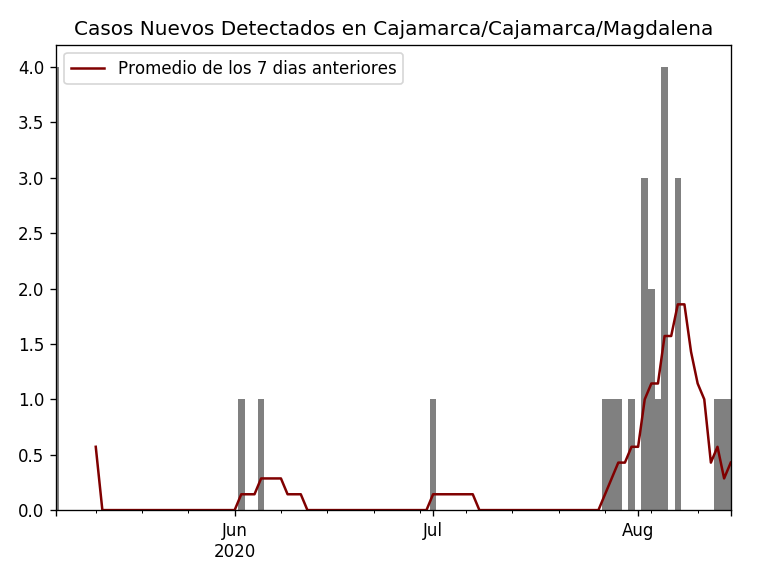 Casos Nuevos Detectados en Cajamarca/Cajamarca/Magdalena
Promedio de los 7 dias anteriores
4.0
3.5
3.0
2.5
2.0
1.5
1.0
0.5
0.0
Jun
2020
Jul
Aug